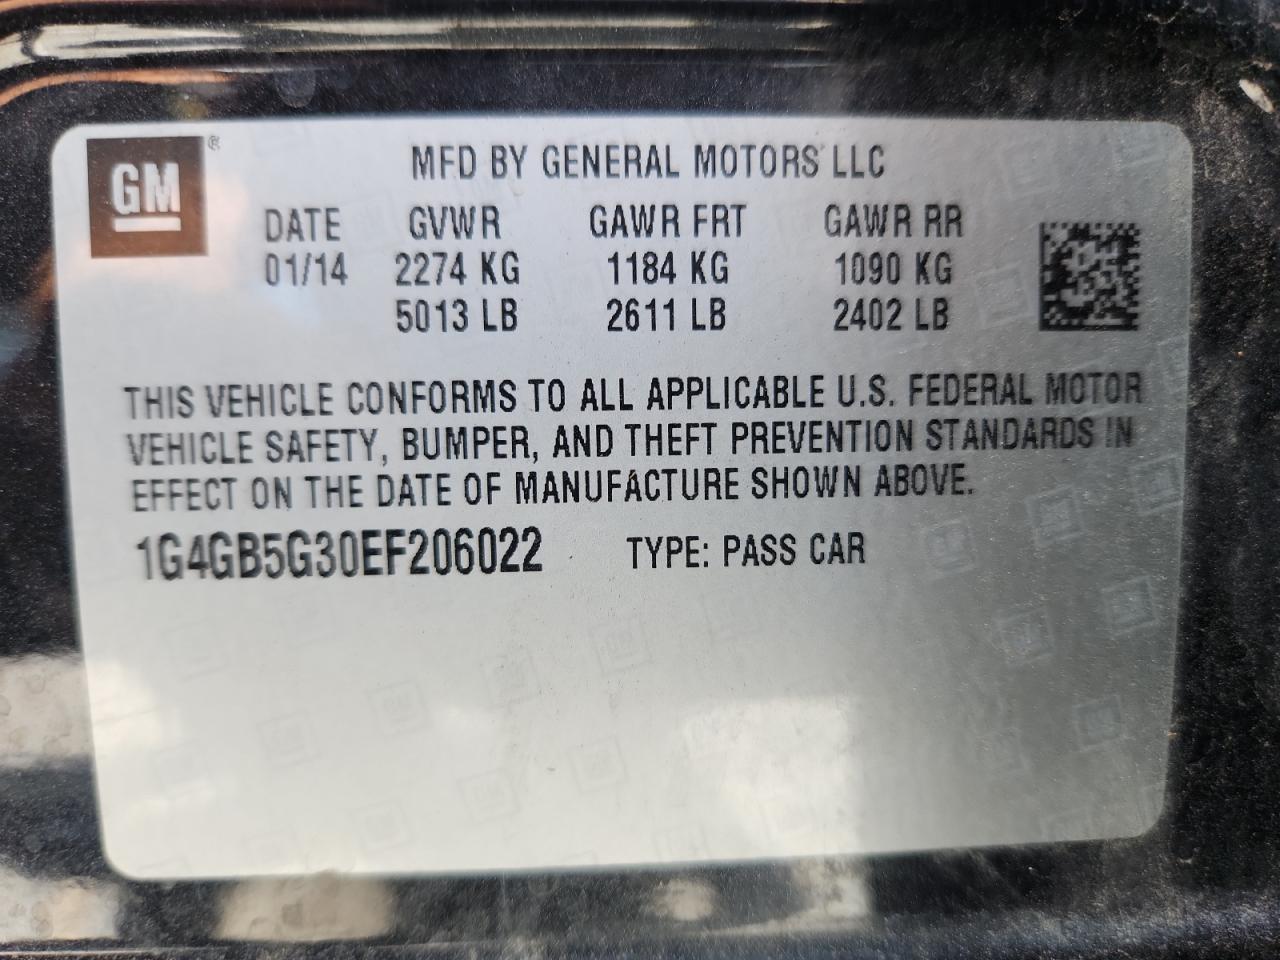 GM®
MFD BY GENERAL MOTORS LLC
DATE GVWR GAWR FRT GAWR RR
01/14 2274 KG 1184 KG 1090 KG
5013 LB 2611 LB 2402 LB
THIS VEHICLE CONFORMS TO ALL APPLICABLE U.S. FEDERAL MOTOR
VEHICLE SAFETY, BUMPER, AND THEFT PREVENTION STANDARDS IN
EFFECT ON THE DATE OF MANUFACTURE SHOWN ABOVE.
1G4GB5G30EF206022 TYPE: PASS CAR